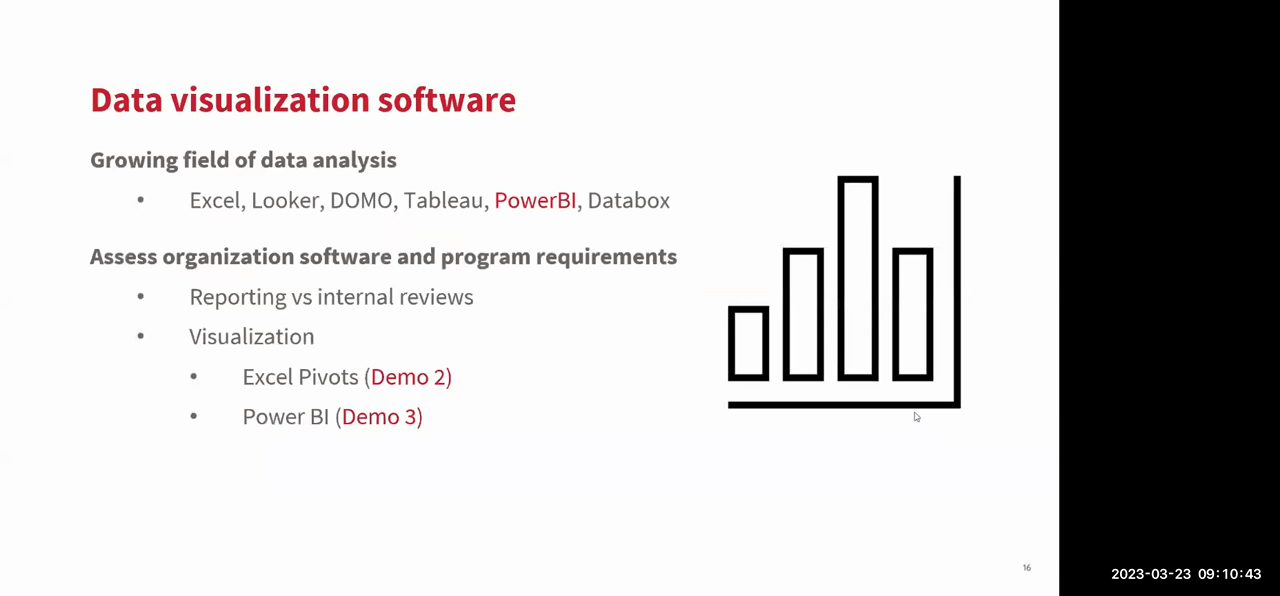 Data visualization software
Growing field of data analysis
• Excel, Looker, DOMO, Tableau, PowerBI, Databox
Assess organization software and program requirements
• Reporting vs internal reviews
• Visualization
• Excel Pivots (Demo 2)
• Power BI (Demo 3)
16
2023-03-23 09:10:43